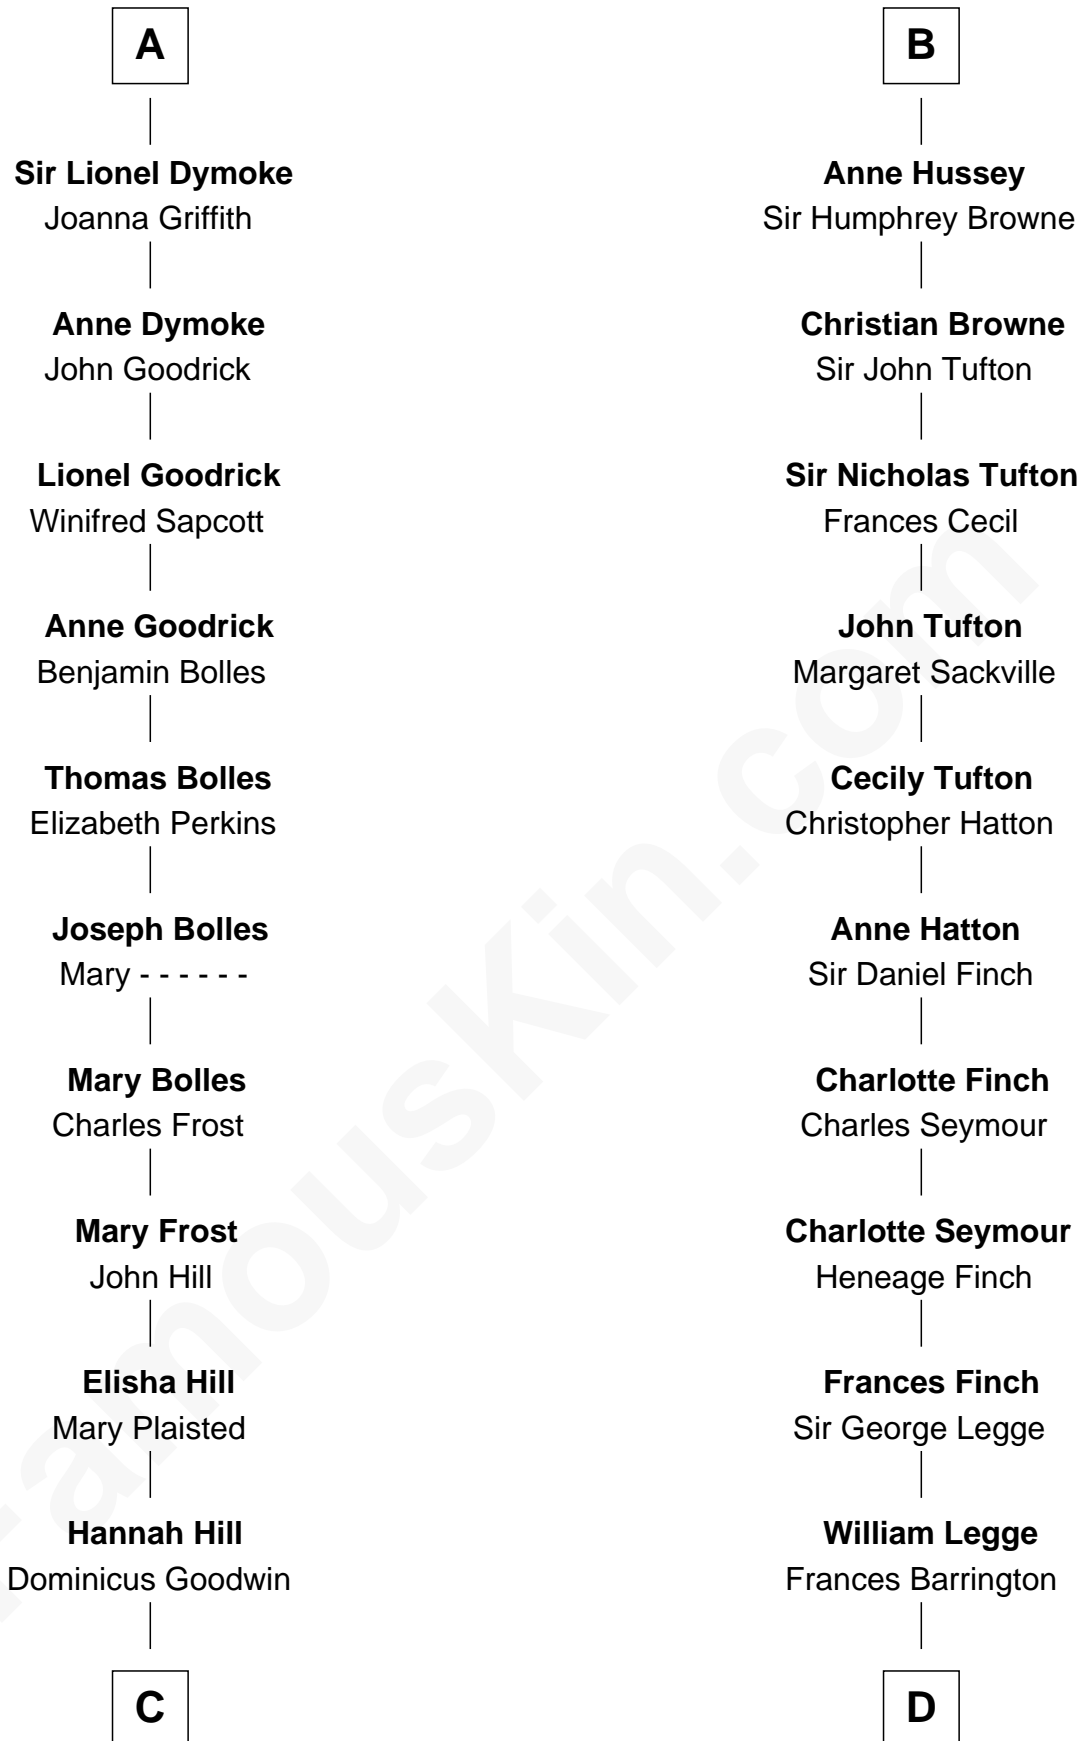 A
Sir Lionel Dymoke
Joanna Griffith
Anne Dymoke
John Goodrick
Lionel Goodrick
Winifred Sapcott
Anne Goodrick
Benjamin Bolles
Thomas Bolles
Elizabeth Perkins
Joseph Bolles
Mary - - - - - -
Mary Bolles
Charles Frost
Mary Frost
John Hill
Elisha Hill
Mary Plaisted
Hannah Hill
Dominicus Goodwin
C
B
Anne Hussey
Sir Humphrey Browne
Christian Browne
Sir John Tufton
Sir Nicholas Tufton
Frances Cecil
John Tufton
Margaret Sackville
Cecily Tufton
Christopher Hatton
Anne Hatton
Sir Daniel Finch
Charlotte Finch
Charles Seymour
Charlotte Seymour
Heneage Finch
Frances Finch
Sir George Legge
William Legge
Frances Barrington
D
FamousKin.com